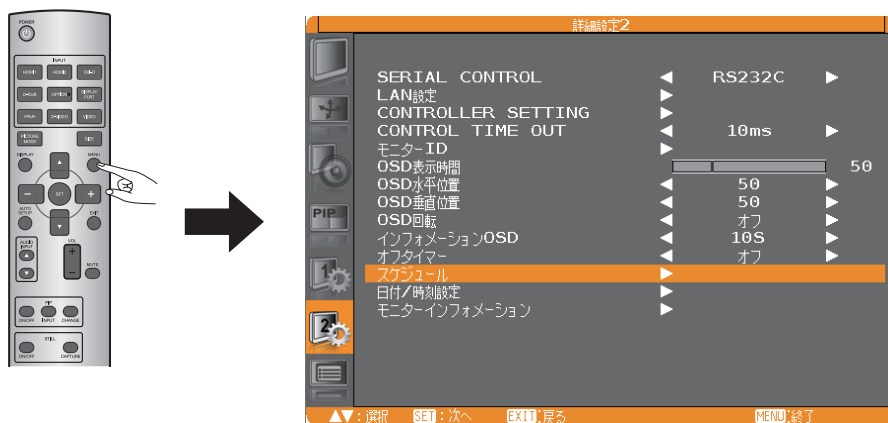 POWER
INPUT
HDMI1 HDMI2 DVI-D
D-SUB OPTION DISPLAY PORT
YPbPr S-VIDEO VIDEO
PICTURE MODE SIZE
DISPLAY MENU
SET
AUTO SETUP EXIT
AUDIO INPUT VOL
MUTE
PIP
ON/OFF INPUT CHANGE
STILL
ON/OFF CAPTURE
詳細設定2
SERIAL CONTROL ◀ RS232C ▶
LAN設定 ▶
CONTROLLER SETTING ▶
CONTROL TIME OUT ◀ 10ms ▶
モニターID ▶
OSD表示時間 50
OSD水平位置 ◀ 50 ▶
OSD垂直位置 ◀ 50 ▶
OSD回転 ◀ オフ ▶
インフォメーションOSD ◀ 10S ▶
オフタイマー ◀ オフ ▶
スケジュール ▶
日付/時刻設定 ▶
モニターインフォメーション ▶
PIP
1
2
▲▼:選択 SET:次へ EXIT:戻る MENU:終了